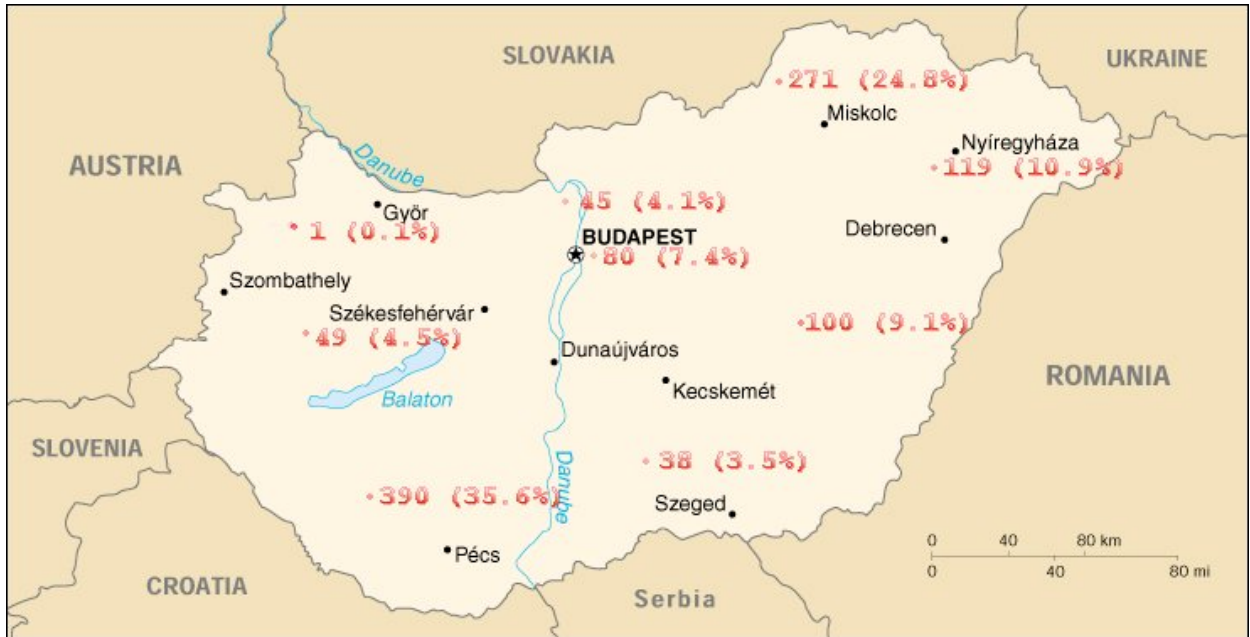 SLOVAKIA
UKRAINE
271 (24.8%)
Miskolc
Nyíregyháza
119 (10.9%)
AUSTRIA
Danube
Györ
1 (0.1%)
45 (4.1%)
BUDAPEST
80 (7.4%)
Debrecen
Szombathely
Székesfehérvár
49 (4.5%)
100 (9.1%)
Dunaújváros
Balaton
Kecskemét
ROMANIA
SLOVENIA
38 (3.5%)
390 (35.6%)
Danube
Szeged
Pécs
0 40 80 km
0 40 80 mi
CROATIA
Serbia